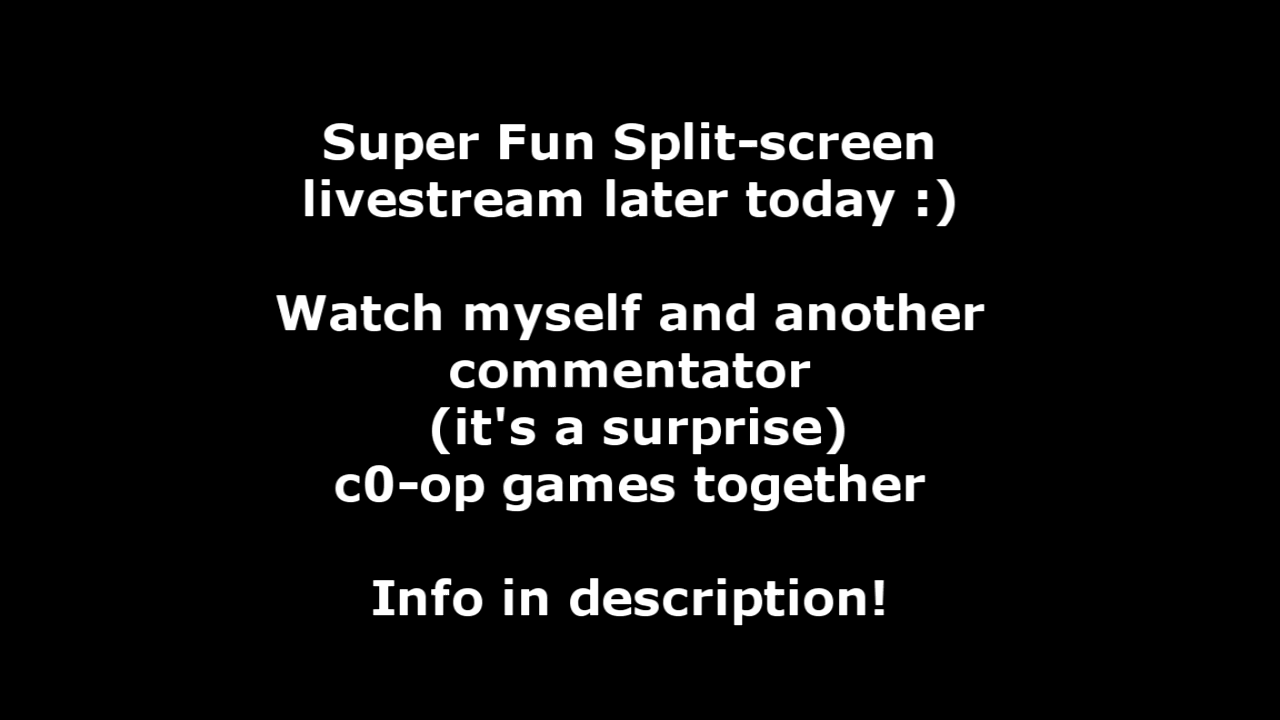 Super Fun Split-screen
livestream later today :)
Watch myself and another
commentator
(it's a surprise)
c0-op games together
Info in description!